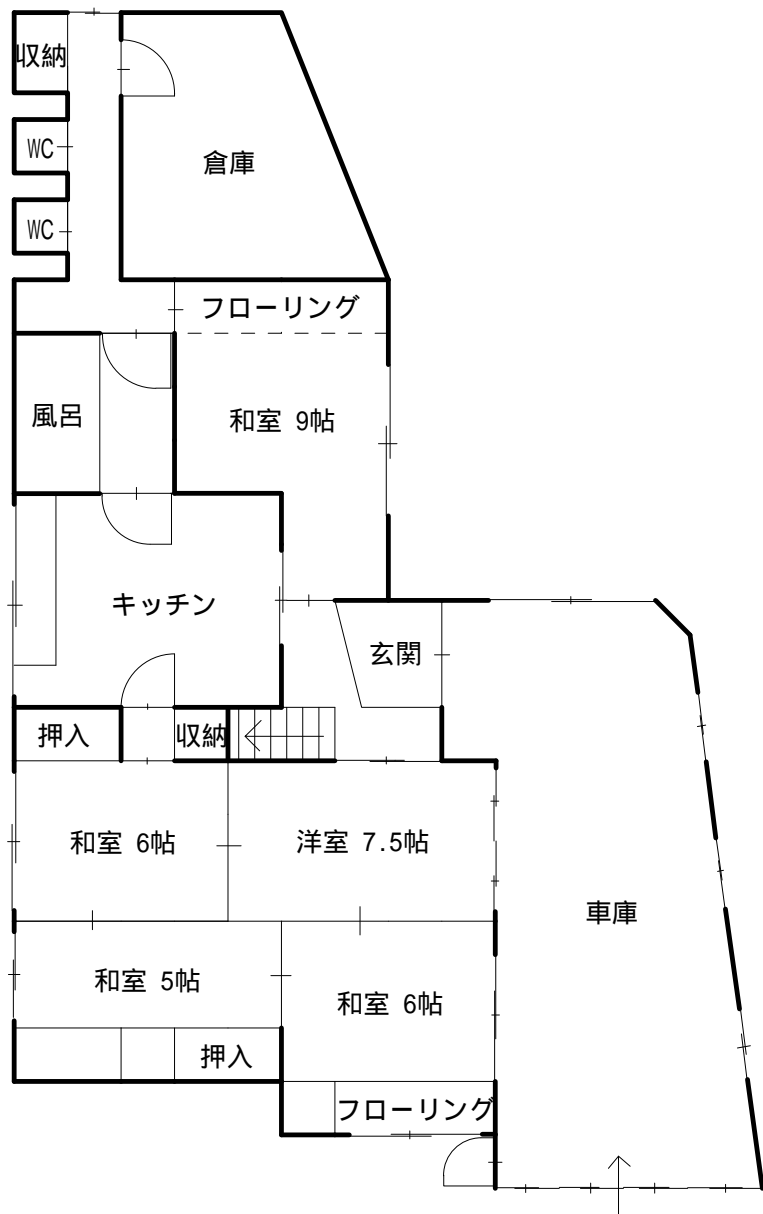 収納
WC
倉庫
WC
フローリング
風呂
和室 9帖
キッチン
玄関
押入
収納
和室 6帖
洋室 7.5帖
車庫
和室 5帖
和室 6帖
押入
フローリング